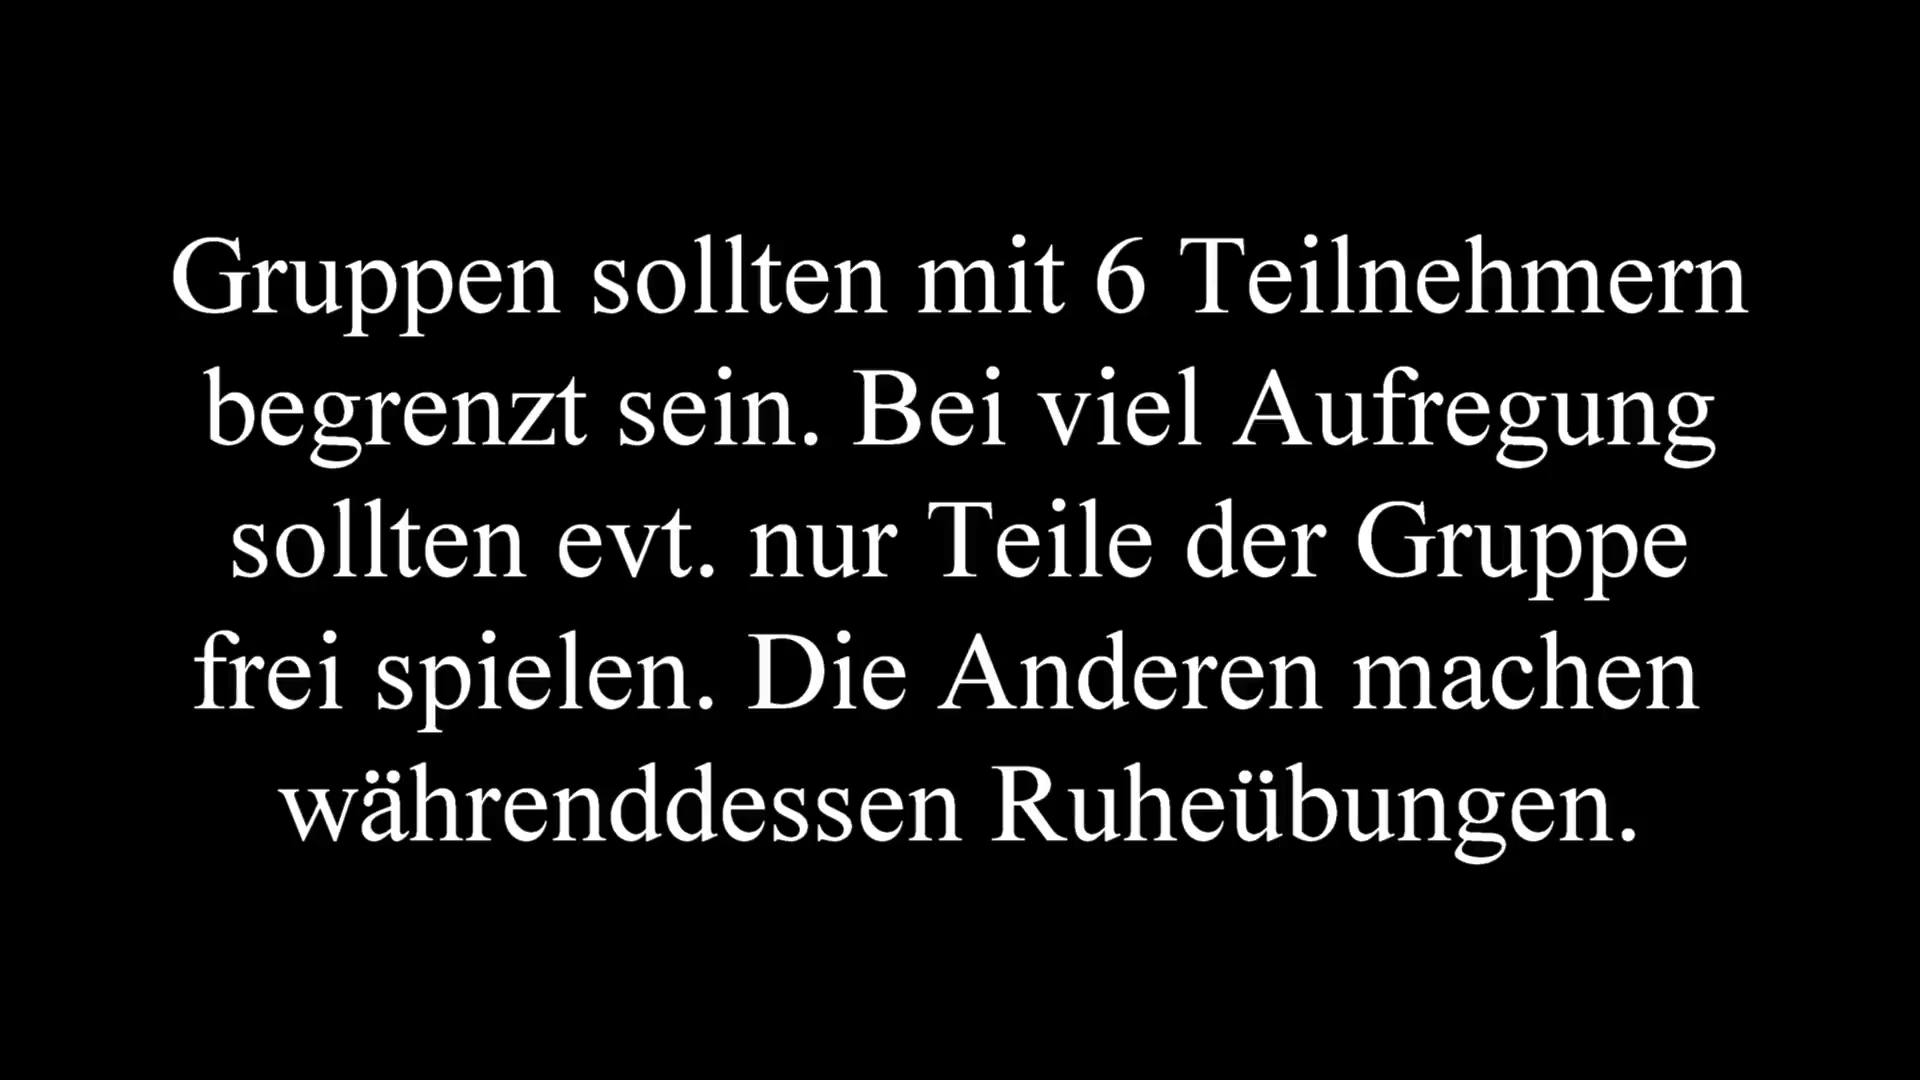 Gruppen sollten mit 6 Teilnehmern
begrenzt sein. Bei viel Aufregung
sollten evt. nur Teile der Gruppe
frei spielen. Die Anderen machen
währenddessen Ruheübungen.